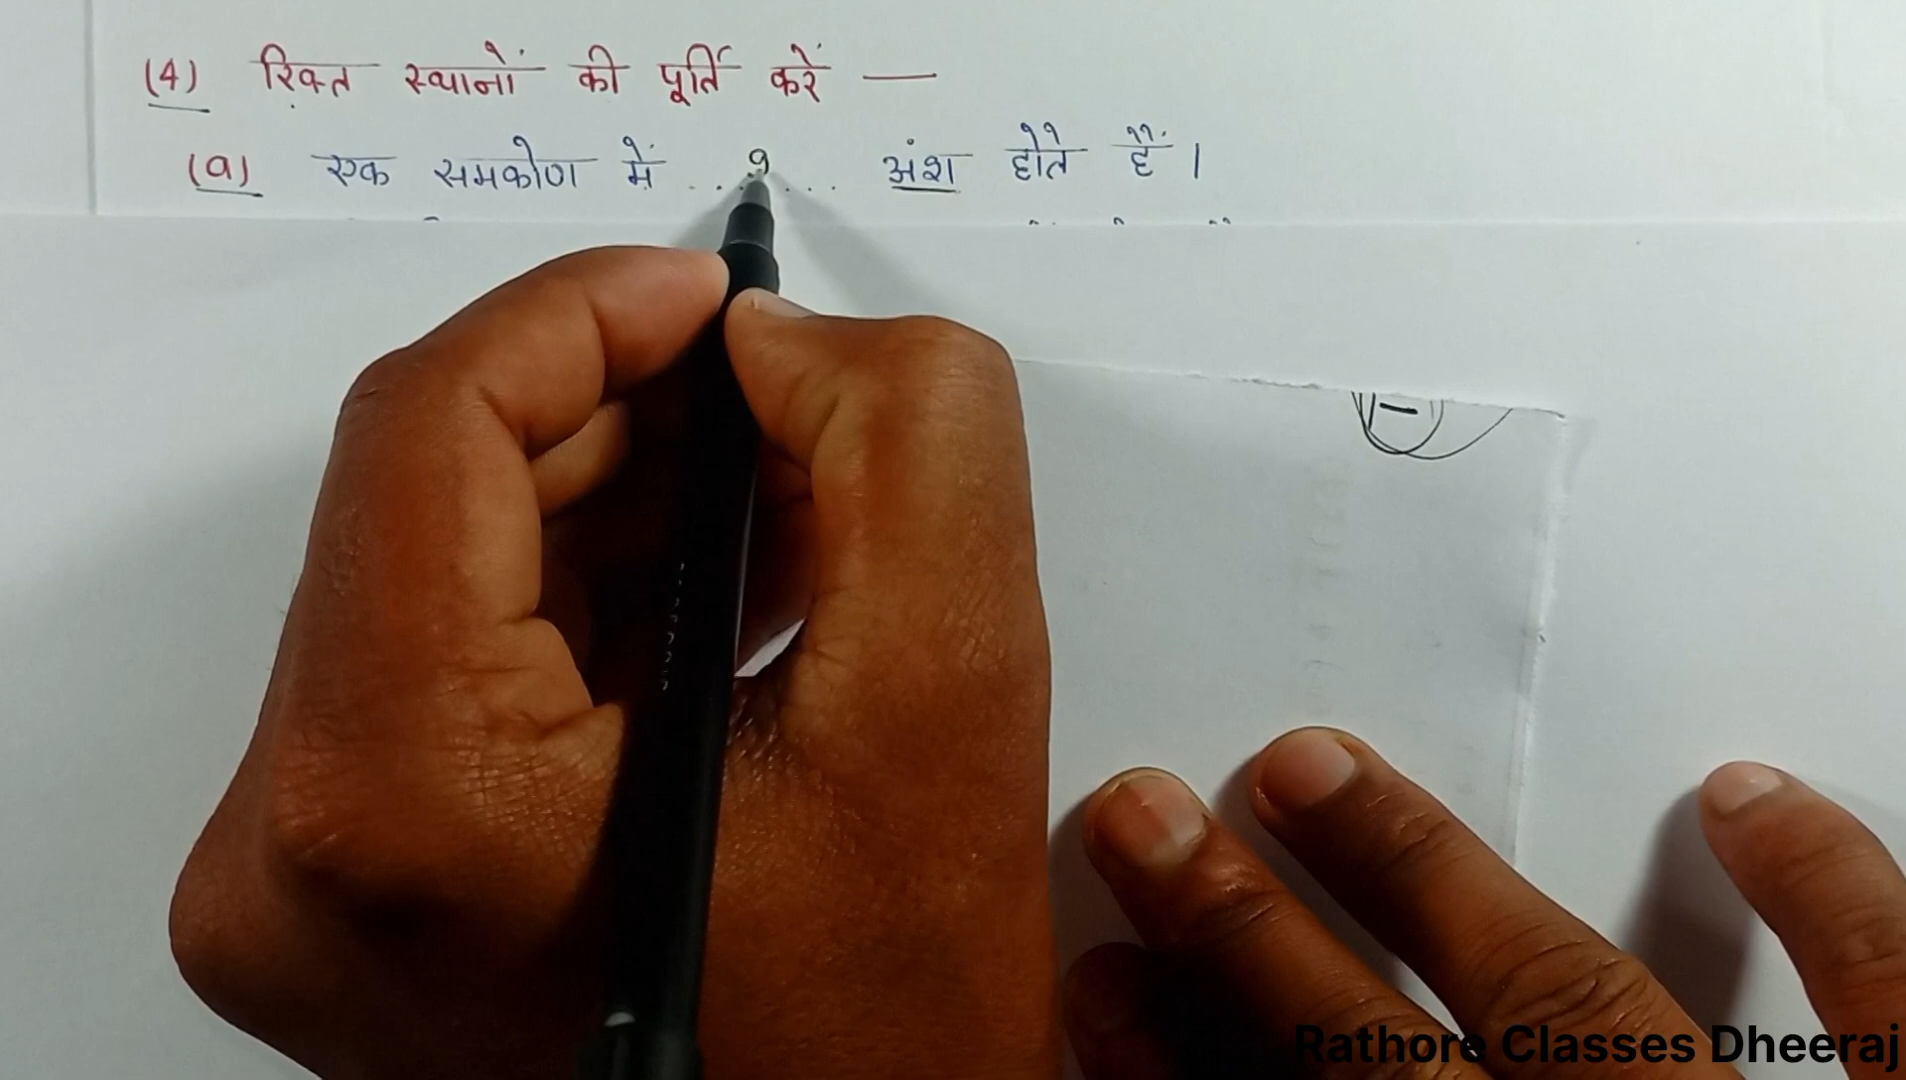 (4) रिक्त स्थानों की पूर्ति करें —
(a) एक समकोण में ...9... अंश होते हैं ।
Rathore Classes Dheeraj